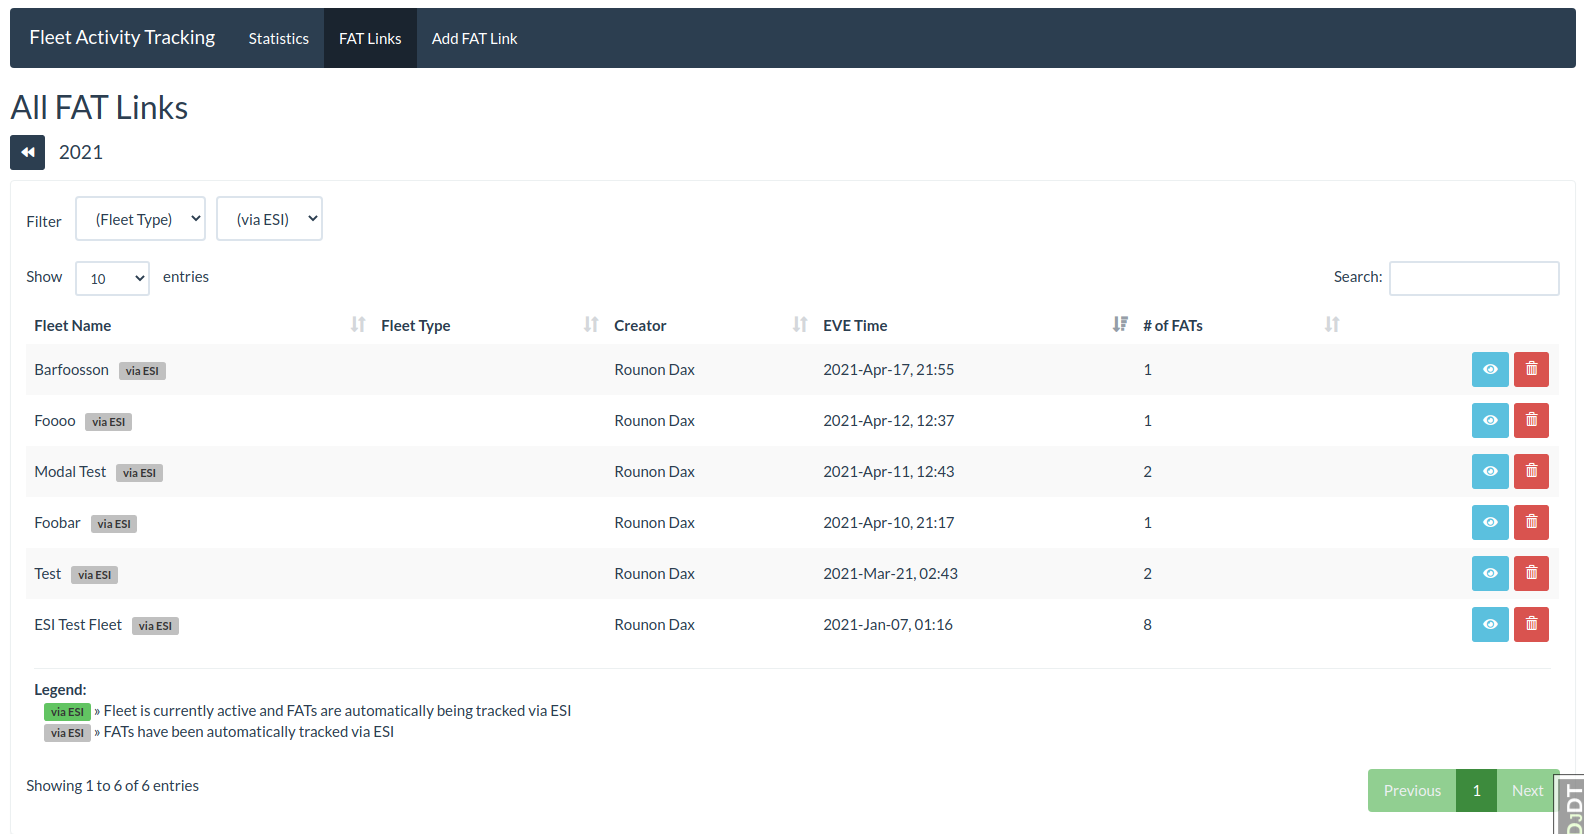 Fleet Activity Tracking Statistics FAT Links Add FAT Link
All FAT Links
2021
Filter (Fleet Type) (via ESI)
Show 10 entries Search:
Fleet Name Fleet Type Creator EVE Time # of FATs
Barfoosson via ESI Rounon Dax 2021-Apr-17, 21:55 1
Foooo via ESI Rounon Dax 2021-Apr-12, 12:37 1
Modal Test via ESI Rounon Dax 2021-Apr-11, 12:43 2
Foobar via ESI Rounon Dax 2021-Apr-10, 21:17 1
Test via ESI Rounon Dax 2021-Mar-21, 02:43 2
ESI Test Fleet via ESI Rounon Dax 2021-Jan-07, 01:16 8
Legend:
via ESI » Fleet is currently active and FATs are automatically being tracked via ESI
via ESI » FATs have been automatically tracked via ESI
Showing 1 to 6 of 6 entries Previous 1 Next
DjDT